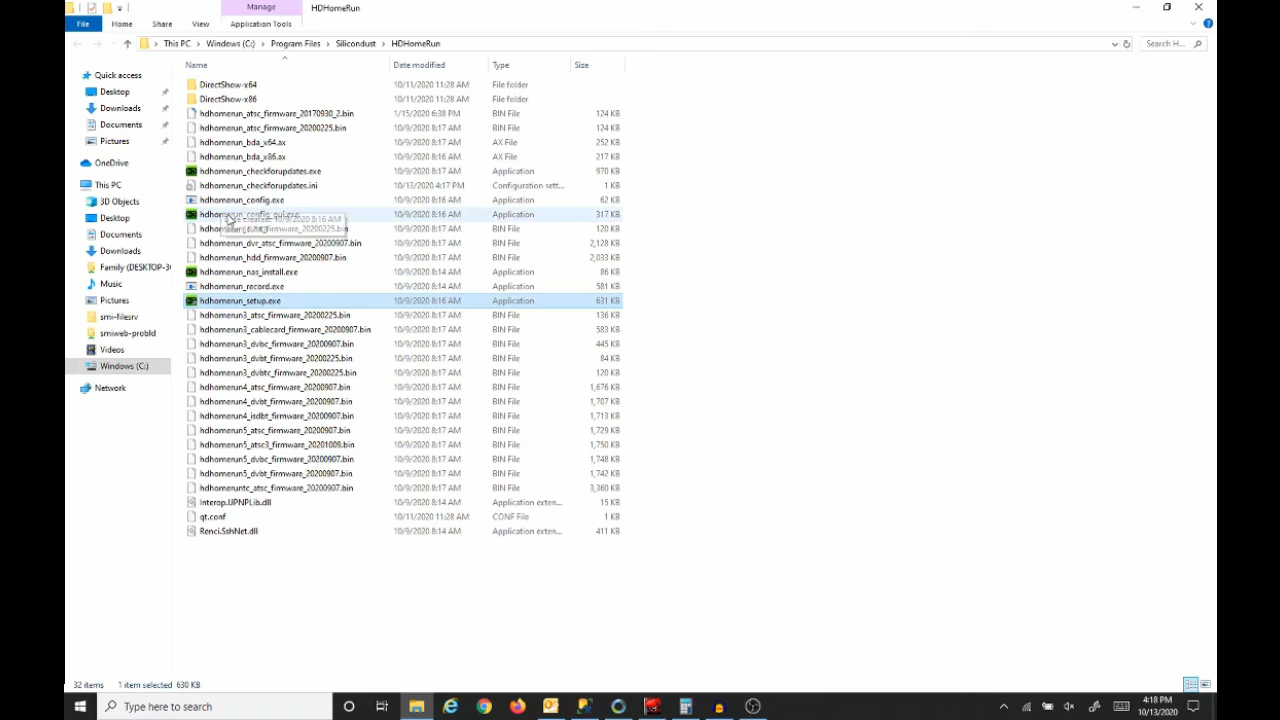 Manage
HDHomeRun
File
Home
Share
View
Application Tools
This PC
Windows (C:)
Program Files
Silicondust
HDHomeRun
Search H...
Name
Date modified
Type
Size
Quick access
Desktop
Downloads
Documents
Pictures
OneDrive
This PC
3D Objects
Desktop
Documents
Downloads
Family (DESKTOP-3
Music
Pictures
smi-filesrv
smiweb-probld
Videos
Windows (C:)
Network
DirectShow-x64 10/11/2020 11:28 AM File folder
DirectShow-x86 10/11/2020 11:28 AM File folder
hdhomerun_atsc_firmware_20170930_2.bin 1/15/2020 6:38 PM BIN File 124 KB
hdhomerun_atsc_firmware_20200225.bin 10/9/2020 8:17 AM BIN File 124 KB
hdhomerun_bda_x64.ax 10/9/2020 8:17 AM AX File 252 KB
hdhomerun_bda_x86.ax 10/9/2020 8:16 AM AX File 217 KB
hdhomerun_checkforupdates.exe 10/9/2020 8:17 AM Application 970 KB
hdhomerun_checkforupdates.ini 10/13/2020 4:17 PM Configuration sett... 1 KB
hdhomerun_config.exe 10/9/2020 8:16 AM Application 62 KB
hdhomerun_config_gui.exe 10/9/2020 8:16 AM Application 317 KB
created: 10/9/2020 8:16 AM
firmware_20200225.bin 10/9/2020 8:17 AM BIN File 120 KB
hdhomerun_dvr_atsc_firmware_20200907.bin 10/9/2020 8:17 AM BIN File 2,128 KB
hdhomerun_hdd_firmware_20200907.bin 10/9/2020 8:17 AM BIN File 2,033 KB
hdhomerun_nas_install.exe 10/9/2020 8:14 AM Application 86 KB
hdhomerun_record.exe 10/9/2020 8:14 AM Application 581 KB
hdhomerun_setup.exe 10/9/2020 8:16 AM Application 631 KB
hdhomerun3_atsc_firmware_20200225.bin 10/9/2020 8:17 AM BIN File 136 KB
hdhomerun3_cablecard_firmware_20200907.bin 10/9/2020 8:17 AM BIN File 583 KB
hdhomerun3_dvbc_firmware_20200907.bin 10/9/2020 8:17 AM BIN File 445 KB
hdhomerun3_dvbt_firmware_20200225.bin 10/9/2020 8:17 AM BIN File 84 KB
hdhomerun3_dvbtc_firmware_20200225.bin 10/9/2020 8:17 AM BIN File 120 KB
hdhomerun4_atsc_firmware_20200907.bin 10/9/2020 8:17 AM BIN File 1,676 KB
hdhomerun4_dvbt_firmware_20200907.bin 10/9/2020 8:17 AM BIN File 1,707 KB
hdhomerun4_isdbt_firmware_20200907.bin 10/9/2020 8:17 AM BIN File 1,713 KB
hdhomerun5_atsc_firmware_20200907.bin 10/9/2020 8:17 AM BIN File 1,729 KB
hdhomerun5_atsc3_firmware_20201009.bin 10/9/2020 8:17 AM BIN File 1,750 KB
hdhomerun5_dvbc_firmware_20200907.bin 10/9/2020 8:17 AM BIN File 1,748 KB
hdhomerun5_dvbt_firmware_20200907.bin 10/9/2020 8:17 AM BIN File 1,742 KB
hdhomeruntc_atsc_firmware_20200907.bin 10/9/2020 8:17 AM BIN File 3,360 KB
Interop.UPNPLib.dll 10/9/2020 8:14 AM Application exten... 15 KB
qt.conf 10/11/2020 11:28 AM CONF File 1 KB
Renci.SshNet.dll 10/9/2020 8:14 AM Application exten... 411 KB
32 items 1 item selected 630 KB
Type here to search
4:18 PM
10/13/2020